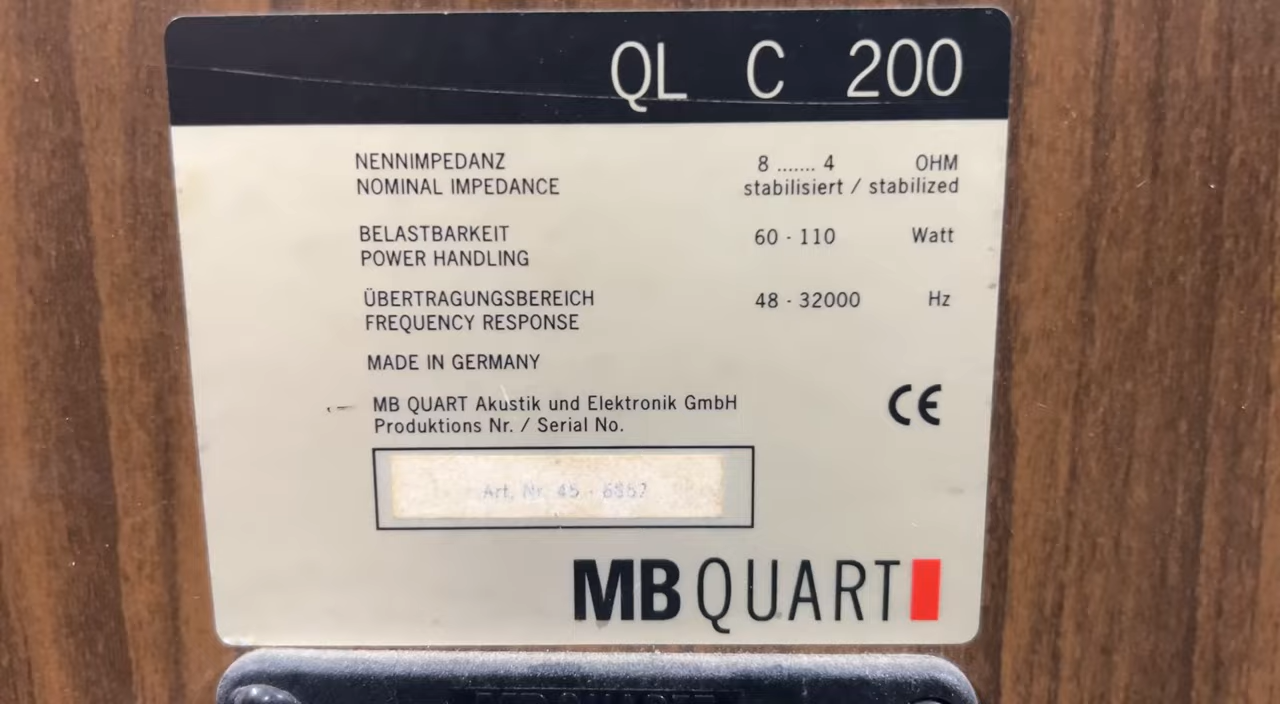 QL C 200
NENNIMPEDANZ 8 ....... 4 OHM
NOMINAL IMPEDANCE stabilisiert / stabilized
BELASTBARKEIT 60 - 110 Watt
POWER HANDLING
ÜBERTRAGUNGSBEREICH 48 - 32000 Hz
FREQUENCY RESPONSE
MADE IN GERMANY
MB QUART Akustik und Elektronik GmbH
Produktions Nr. / Serial No.
CE
Art. Nr. 45 -
MB QUART